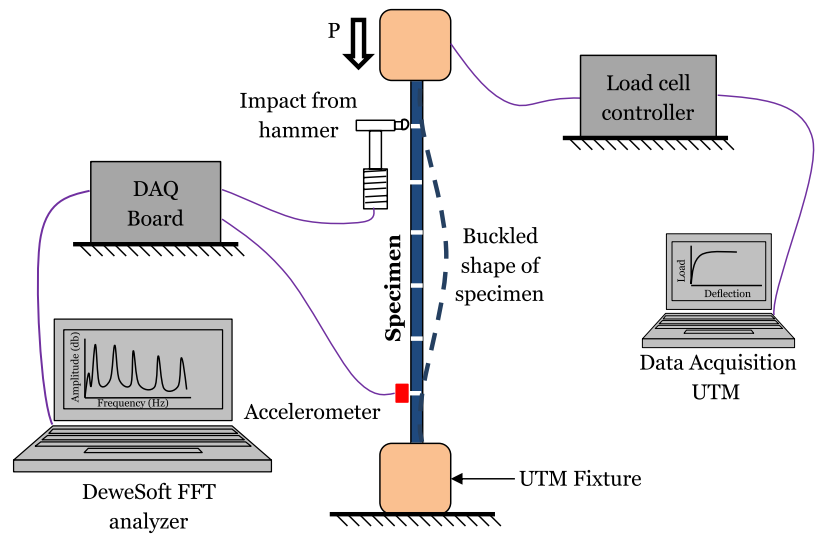 P
Impact from
hammer
Load cell
controller
DAQ
Board
Specimen
Buckled
shape of
specimen
Load
Deflection
Data Acquisition
UTM
Amplitude (db)
Frequency (Hz)
Accelerometer
DeweSoft FFT
analyzer
UTM Fixture